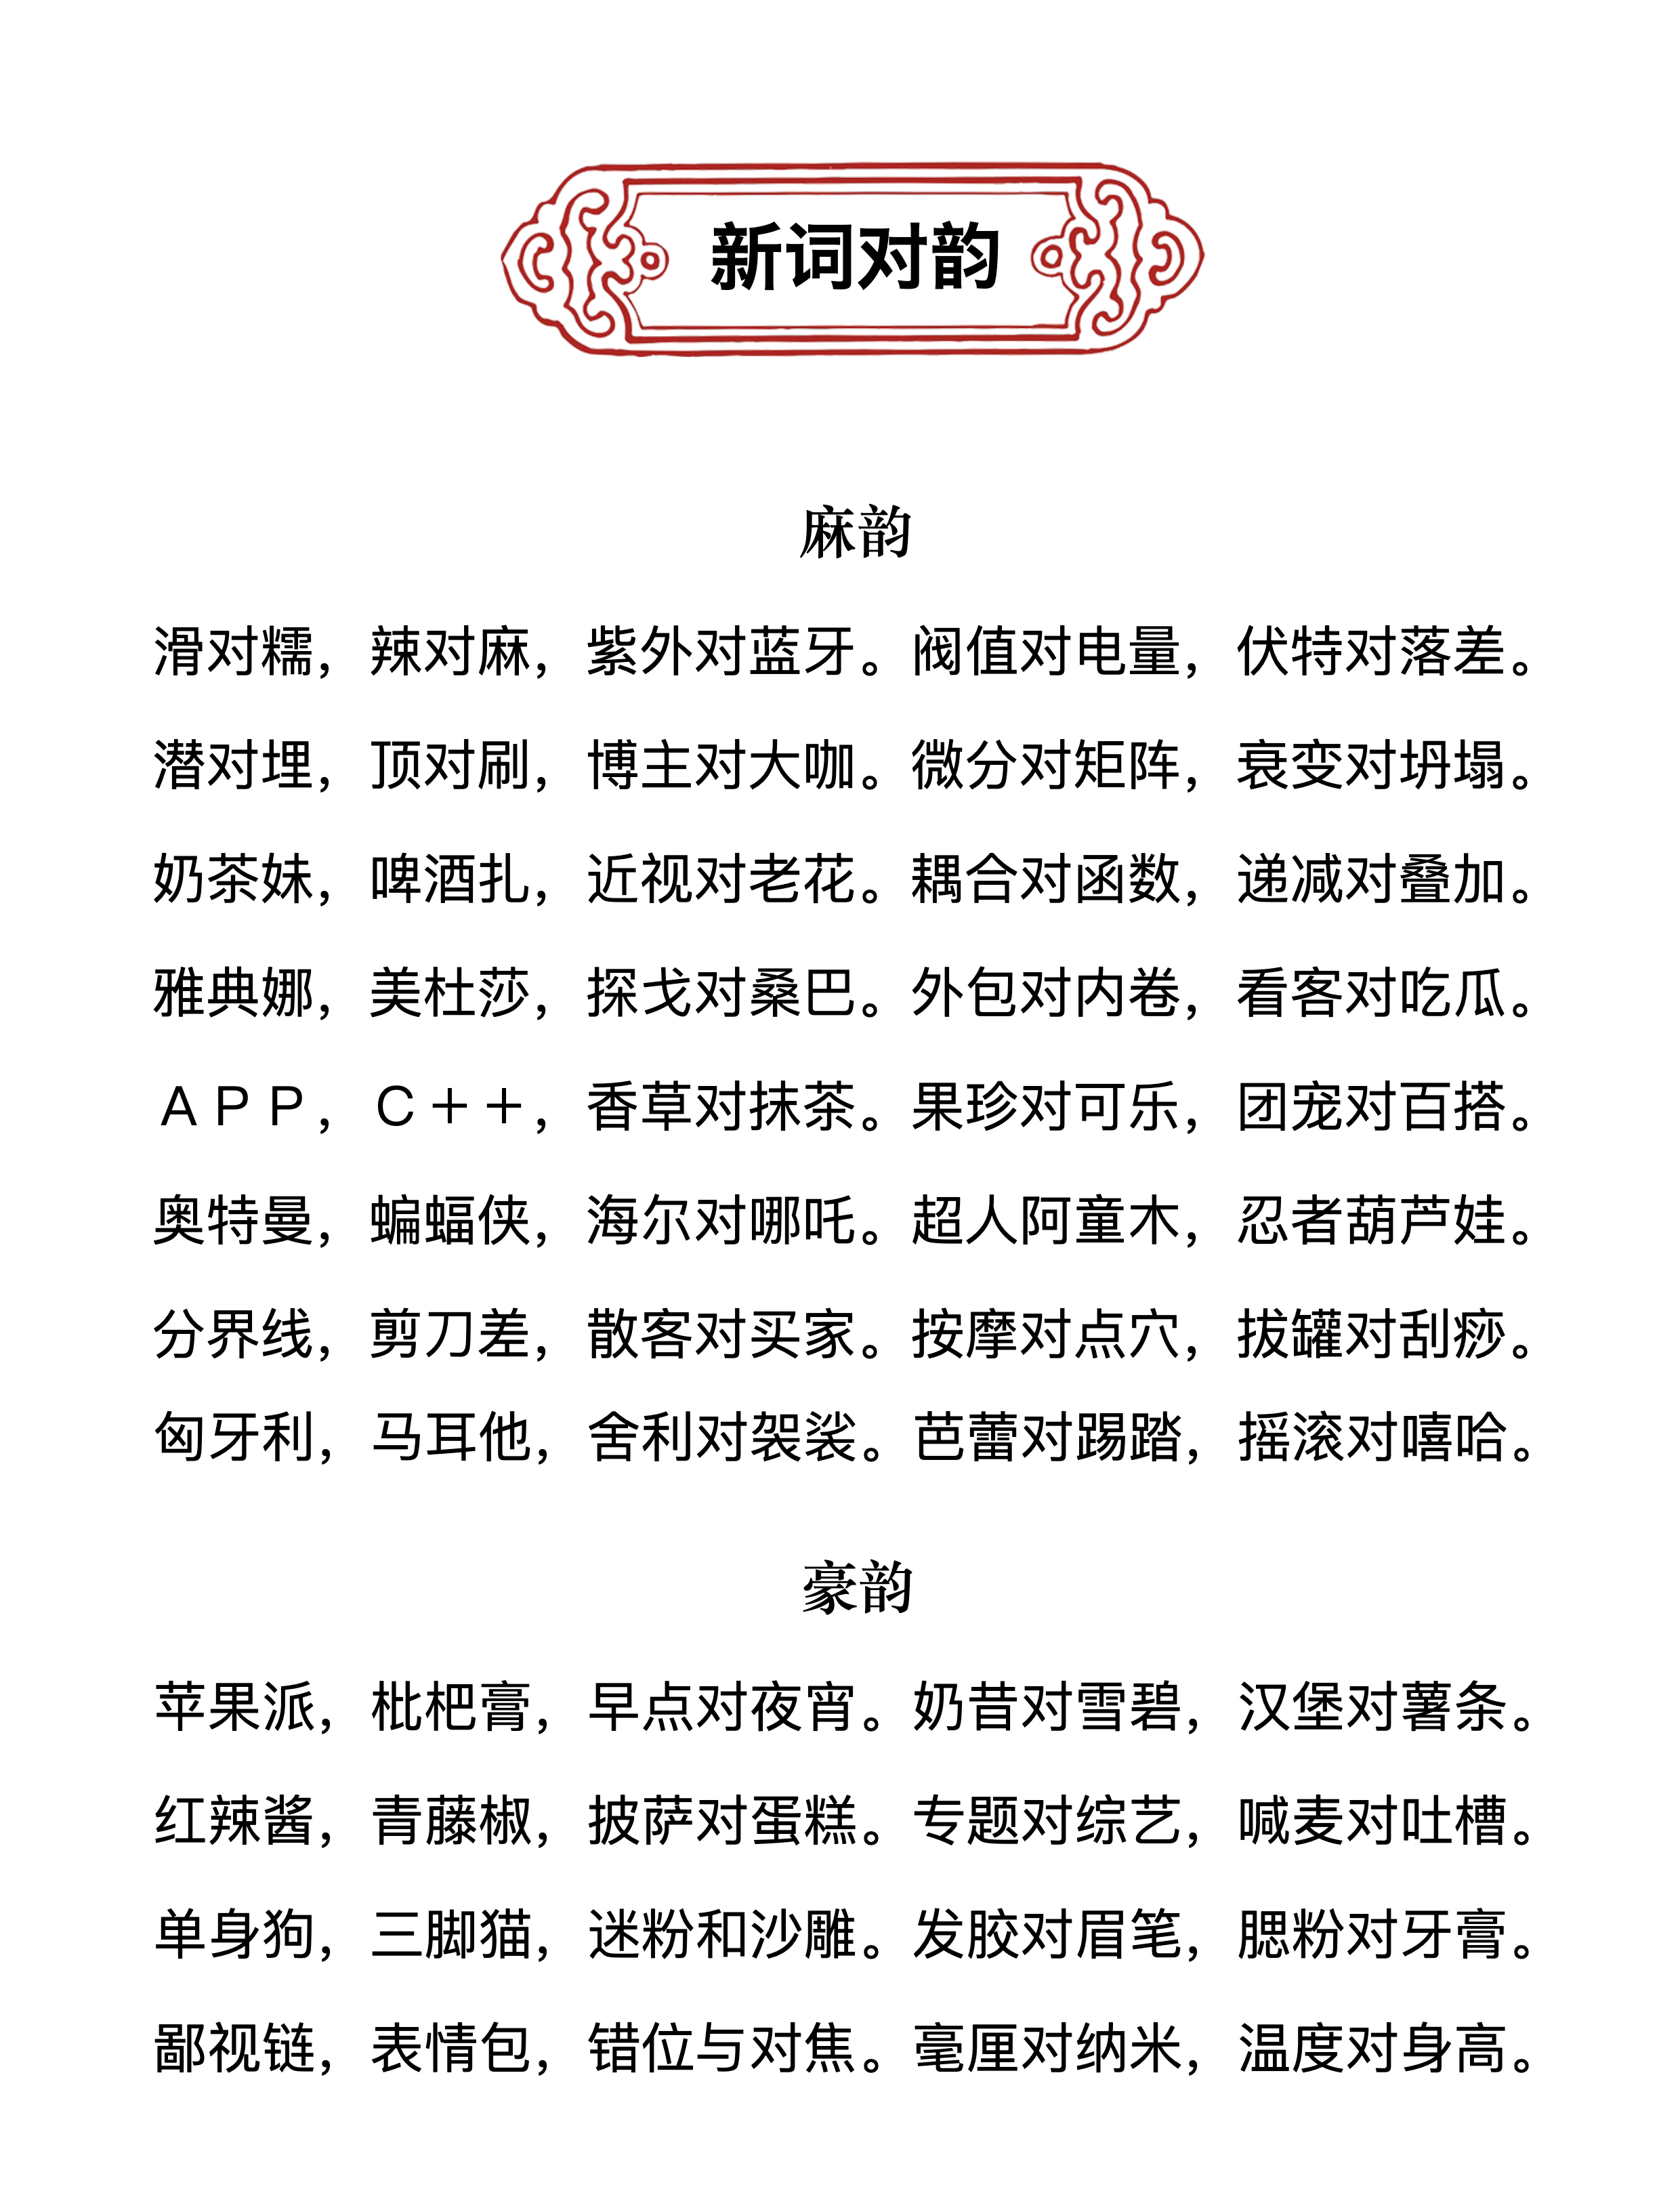 新词对韵
麻韵
滑对糯，辣对麻，紫外对蓝牙。阀值对电量，伏特对落差。
潜对埋，顶对刷，博主对大咖。微分对矩阵，衰变对坍塌。
奶茶妹，啤酒扎，近视对老花。耦合对函数，递减对叠加。
雅典娜，美杜莎，探戈对桑巴。外包对内卷，看客对吃瓜。
ＡＰＰ，Ｃ＋＋，香草对抹茶。果珍对可乐，团宠对百搭。
奥特曼，蝙蝠侠，海尔对哪吒。超人阿童木，忍者葫芦娃。
分界线，剪刀差，散客对买家。按摩对点穴，拔罐对刮痧。
匈牙利，马耳他，舍利对袈裟。芭蕾对踢踏，摇滚对嘻哈。
豪韵
苹果派，枇杷膏，早点对夜宵。奶昔对雪碧，汉堡对薯条。
红辣酱，青藤椒，披萨对蛋糕。专题对综艺，喊麦对吐槽。
单身狗，三脚猫，迷粉和沙雕。发胶对眉笔，腮粉对牙膏。
鄙视链，表情包，错位与对焦。毫厘对纳米，温度对身高。